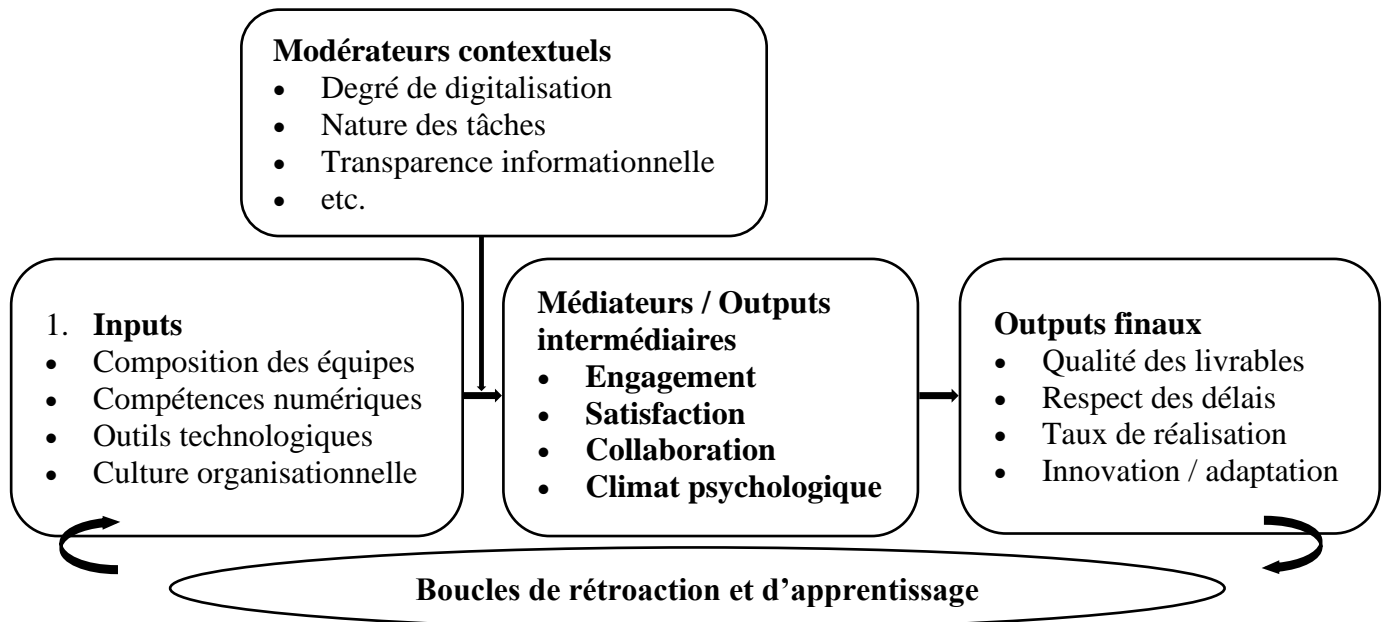 Modérateurs contextuels
• Degré de digitalisation
• Nature des tâches
• Transparence informationnelle
• etc.
1. Inputs
• Composition des équipes
• Compétences numériques
• Outils technologiques
• Culture organisationnelle
Médiateurs / Outputs
intermédiaires
• Engagement
• Satisfaction
• Collaboration
• Climat psychologique
Outputs finaux
• Qualité des livrables
• Respect des délais
• Taux de réalisation
• Innovation / adaptation
Boucles de rétroaction et d’apprentissage